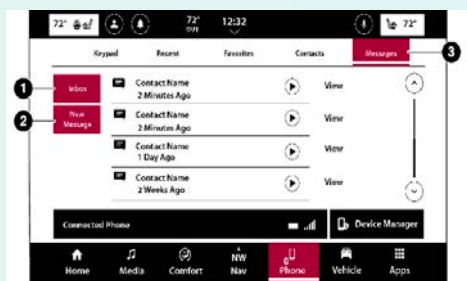 72° 72° OUT 12:32 72°
Keypad Recent Favorites Contacts Messages
3
1
Inbox
Contact Name
2 Minutes Ago
View
2
New
Message
Contact Name
2 Minutes Ago
View
Contact Name
1 Day Ago
View
Contact Name
2 Weeks Ago
View
Connected Phone
Device Manager
NW
Home Media Comfort Nav Phone Vehicle Apps